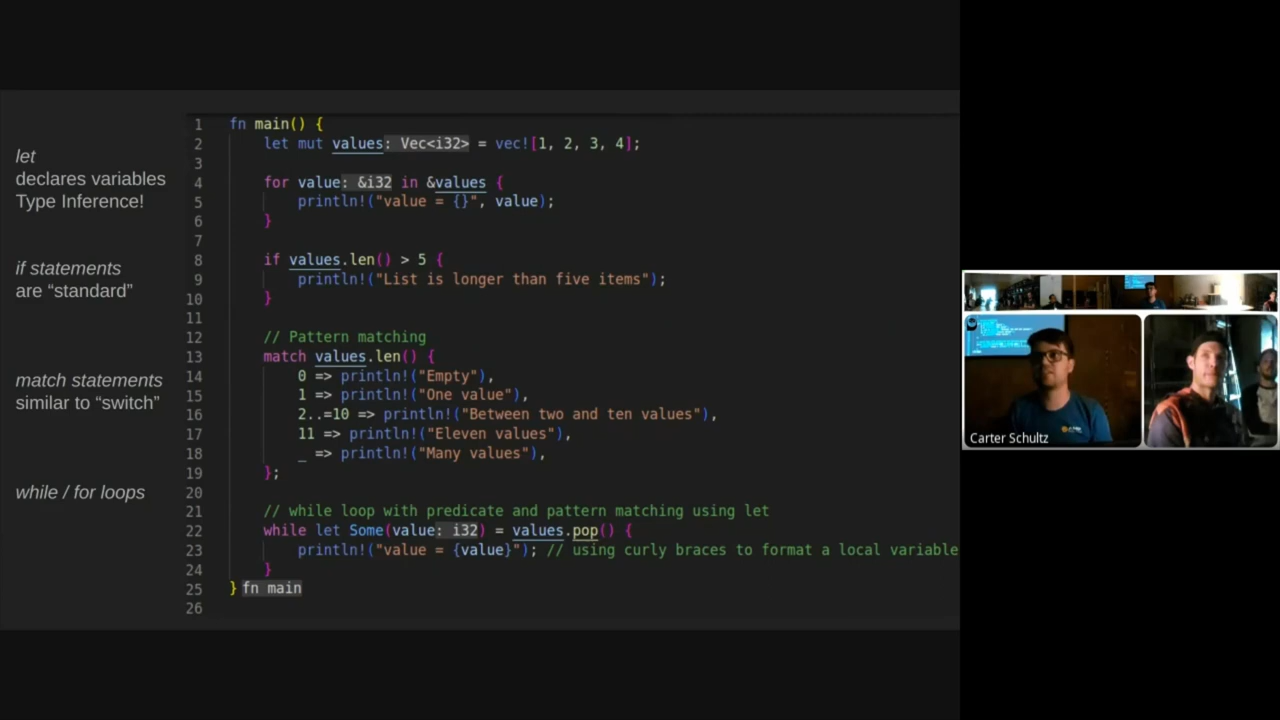 let
declares variables
Type Inference!
if statements
are “standard”
match statements
similar to “switch”
while / for loops
1 fn main() {
2     let mut values: Vec<i32> = vec![1, 2, 3, 4];
3
4     for value: &i32 in &values {
5         println!("value = {}", value);
6     }
7
8     if values.len() > 5 {
9         println!("List is longer than five items");
10     }
11
12     // Pattern matching
13     match values.len() {
14         0 => println!("Empty"),
15         1 => println!("One value"),
16         2..=10 => println!("Between two and ten values"),
17         11 => println!("Eleven values"),
18         _ => println!("Many values"),
19     };
20
21     // while loop with predicate and pattern matching using let
22     while let Some(value: i32) = values.pop() {
23         println!("value = {value}"); // using curly braces to format a local variable
24     }
25 } fn main
26
Carter Schultz